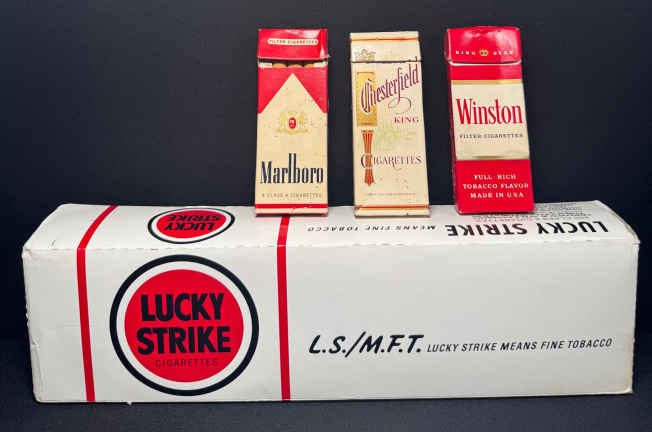 FILTER CIGARETTES
Marlboro
Chesterfield
KING
CIGARETTES
KING SIZE
Winston
FILTER·CIGARETTES
FULL·RICH
TOBACCO FLAVOR
MADE IN U.S.A.
LUCKY STRIKE
LUCKY STRIKE MEANS FINE TOBACCO
LUCKY
STRIKE
CIGARETTES
L.S./M.F.T. LUCKY STRIKE MEANS FINE TOBACCO